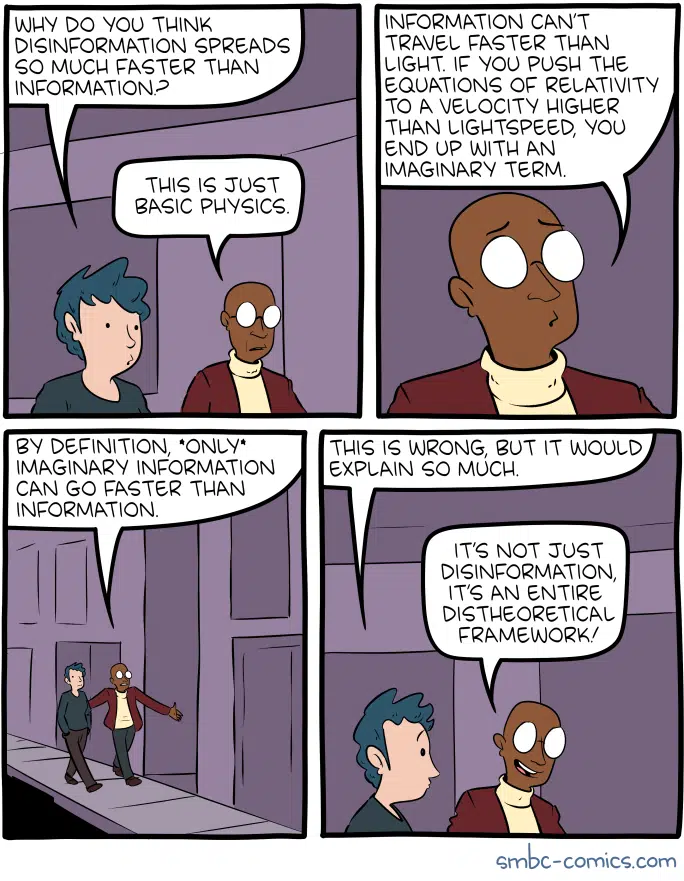 WHY DO YOU THINK
DISINFORMATION SPREADS
SO MUCH FASTER THAN
INFORMATION?
THIS IS JUST
BASIC PHYSICS.
INFORMATION CAN'T
TRAVEL FASTER THAN
LIGHT. IF YOU PUSH THE
EQUATIONS OF RELATIVITY
TO A VELOCITY HIGHER
THAN LIGHTSPEED, YOU
END UP WITH AN
IMAGINARY TERM.
BY DEFINITION, *ONLY*
IMAGINARY INFORMATION
CAN GO FASTER THAN
INFORMATION.
THIS IS WRONG, BUT IT WOULD
EXPLAIN SO MUCH.
IT'S NOT JUST
DISINFORMATION,
IT'S AN ENTIRE
DISTHEORETICAL
FRAMEWORK!
smbc-comics.com